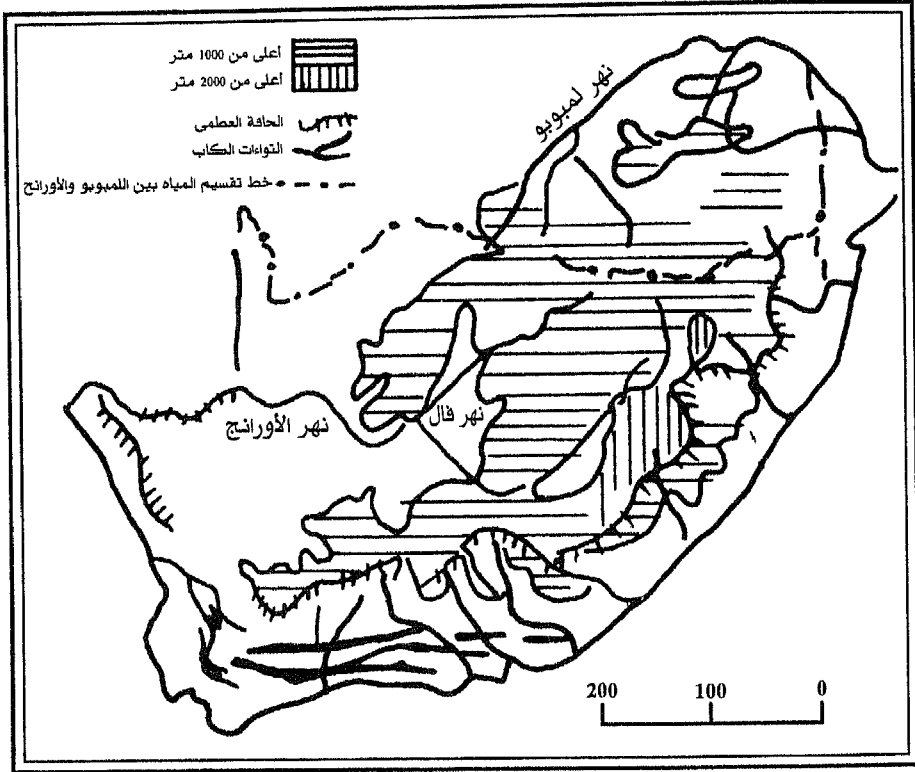 أعلى من 1000 متر
أعلى من 2000 متر
الحافة العظمى
التواءات الكاب
خط تقسيم المياه بين اللمبوبو والأورانج
نهر لمبوبو
نهر فال
نهر الأورانج
200 100 0